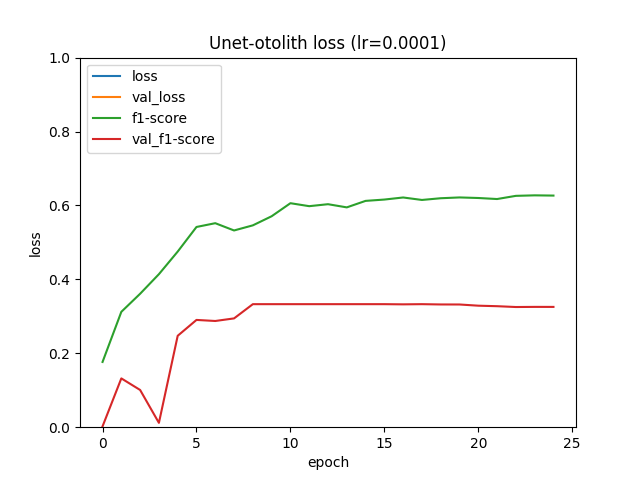 Unet-otolith loss (lr=0.0001)
loss
val_loss
f1-score
val_f1-score
1.0
0.8
0.6
0.4
0.2
0.0
loss
0 5 10 15 20 25
epoch